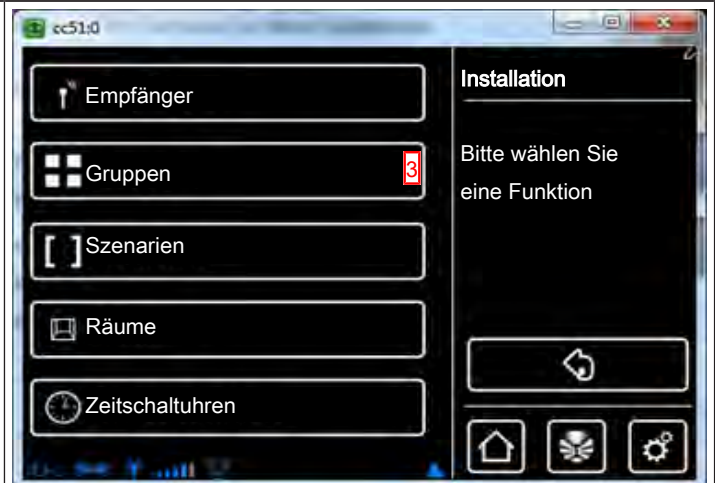 cc51:0
Empfänger
Gruppen 3
Szenarien
Räume
Zeitschaltuhren
Installation
Bitte wählen Sie
eine Funktion